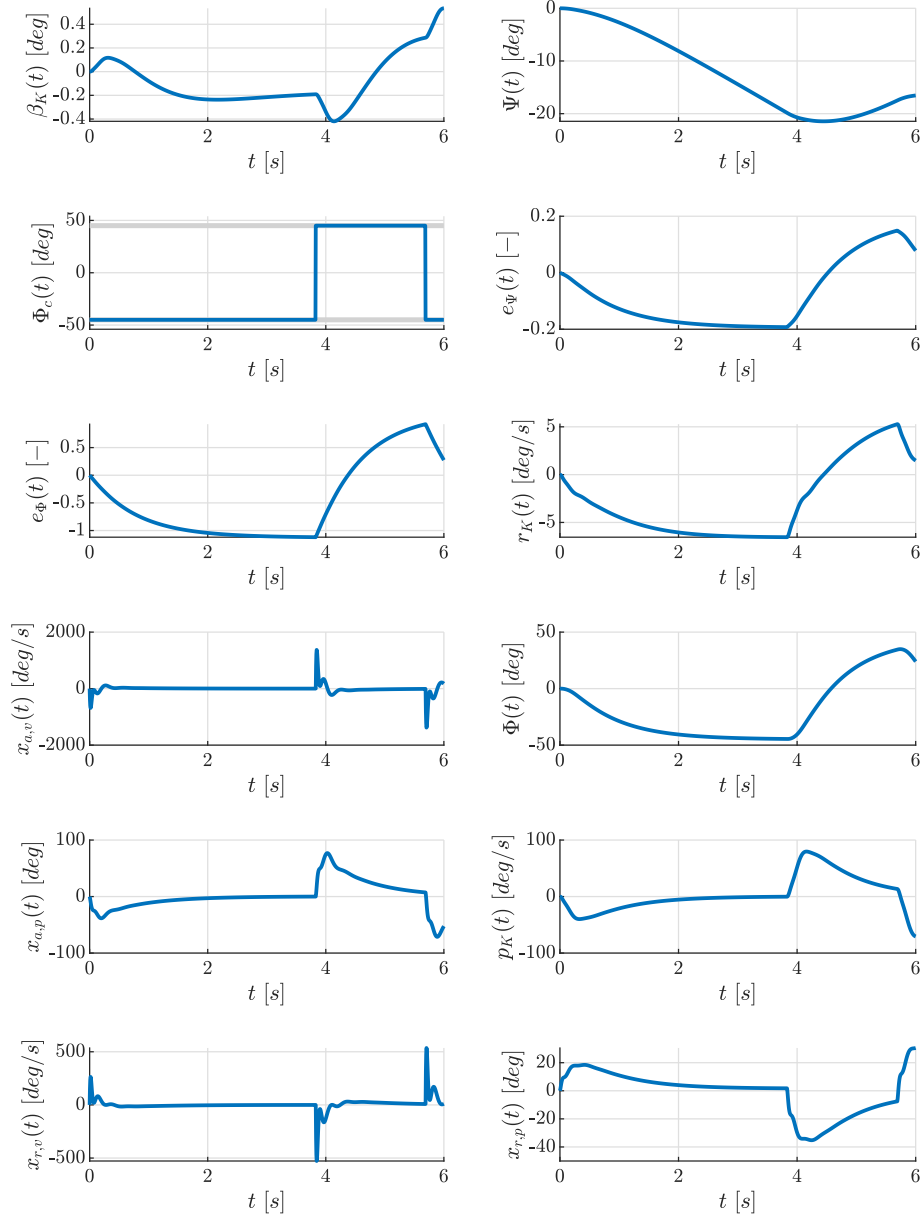 β_K(t) [deg]
0.4
0.2
0
-0.2
-0.4
0 2 4 6
t [s]
Ψ(t) [deg]
0
-10
-20
0 2 4 6
t [s]
Φ_c(t) [deg]
50
0
-50
0 2 4 6
t [s]
e_Ψ(t) [−]
0.2
0
-0.2
0 2 4 6
t [s]
e_Φ(t) [−]
0.5
0
-0.5
-1
0 2 4 6
t [s]
r_K(t) [deg/s]
5
0
-5
0 2 4 6
t [s]
x_{a,v}(t) [deg/s]
2000
0
-2000
0 2 4 6
t [s]
Φ(t) [deg]
50
0
-50
0 2 4 6
t [s]
x_{a,p}(t) [deg]
100
0
-100
0 2 4 6
t [s]
p_K(t) [deg/s]
100
0
-100
0 2 4 6
t [s]
x_{r,v}(t) [deg/s]
500
0
-500
0 2 4 6
t [s]
x_{r,p}(t) [deg]
20
0
-20
-40
0 2 4 6
t [s]